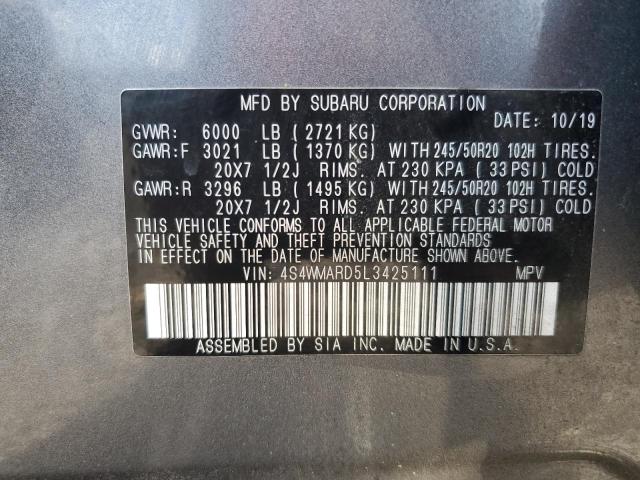 MFD BY SUBARU CORPORATION
DATE: 10/19
GVWR: 6000 LB ( 2721 KG)
GAWR:F 3021 LB ( 1370 KG) WITH 245/50R20 102H TIRES.
20X7 1/2J RIMS. AT 230 KPA ( 33 PSI) COLD
GAWR:R 3296 LB ( 1495 KG) WITH 245/50R20 102H TIRES.
20X7 1/2J RIMS. AT 230 KPA ( 33 PSI) COLD
THIS VEHICLE CONFORMS TO ALL APPLICABLE FEDERAL MOTOR
VEHICLE SAFETY AND THEFT PREVENTION STANDARDS
IN EFFECT ON THE DATE OF MANUFACTURE SHOWN ABOVE.
VIN: 4S4WMARD5L3425111 MPV
ASSEMBLED BY SIA INC. MADE IN U.S.A.